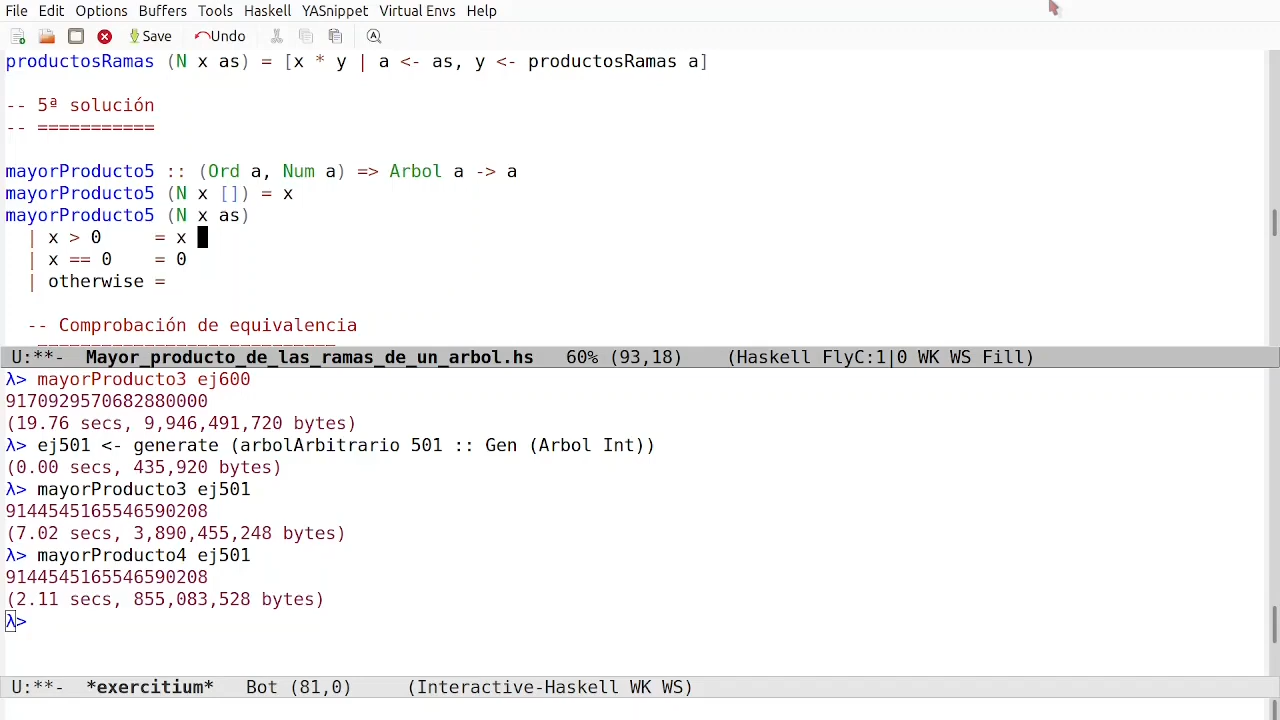 File Edit Options Buffers Tools Haskell YASnippet Virtual Envs Help
Save Undo
productosRamas (N x as) = [x * y | a <- as, y <- productosRamas a]
-- 5ª solución
-- ===========
mayorProducto5 :: (Ord a, Num a) => Arbol a -> a
mayorProducto5 (N x []) = x
mayorProducto5 (N x as)
  | x > 0     = x
  | x == 0    = 0
  | otherwise =
  -- Comprobación de equivalencia
U:**-  Mayor_producto_de_las_ramas_de_un_arbol.hs   60% (93,18)    (Haskell FlyC:1|0 WK WS Fill)
λ> mayorProducto3 ej600
9170929570682880000
(19.76 secs, 9,946,491,720 bytes)
λ> ej501 <- generate (arbolArbitrario 501 :: Gen (Arbol Int))
(0.00 secs, 435,920 bytes)
λ> mayorProducto3 ej501
9144545165546590208
(7.02 secs, 3,890,455,248 bytes)
λ> mayorProducto4 ej501
9144545165546590208
(2.11 secs, 855,083,528 bytes)
λ>
U:**-  *exercitium*   Bot (81,0)     (Interactive-Haskell WK WS)